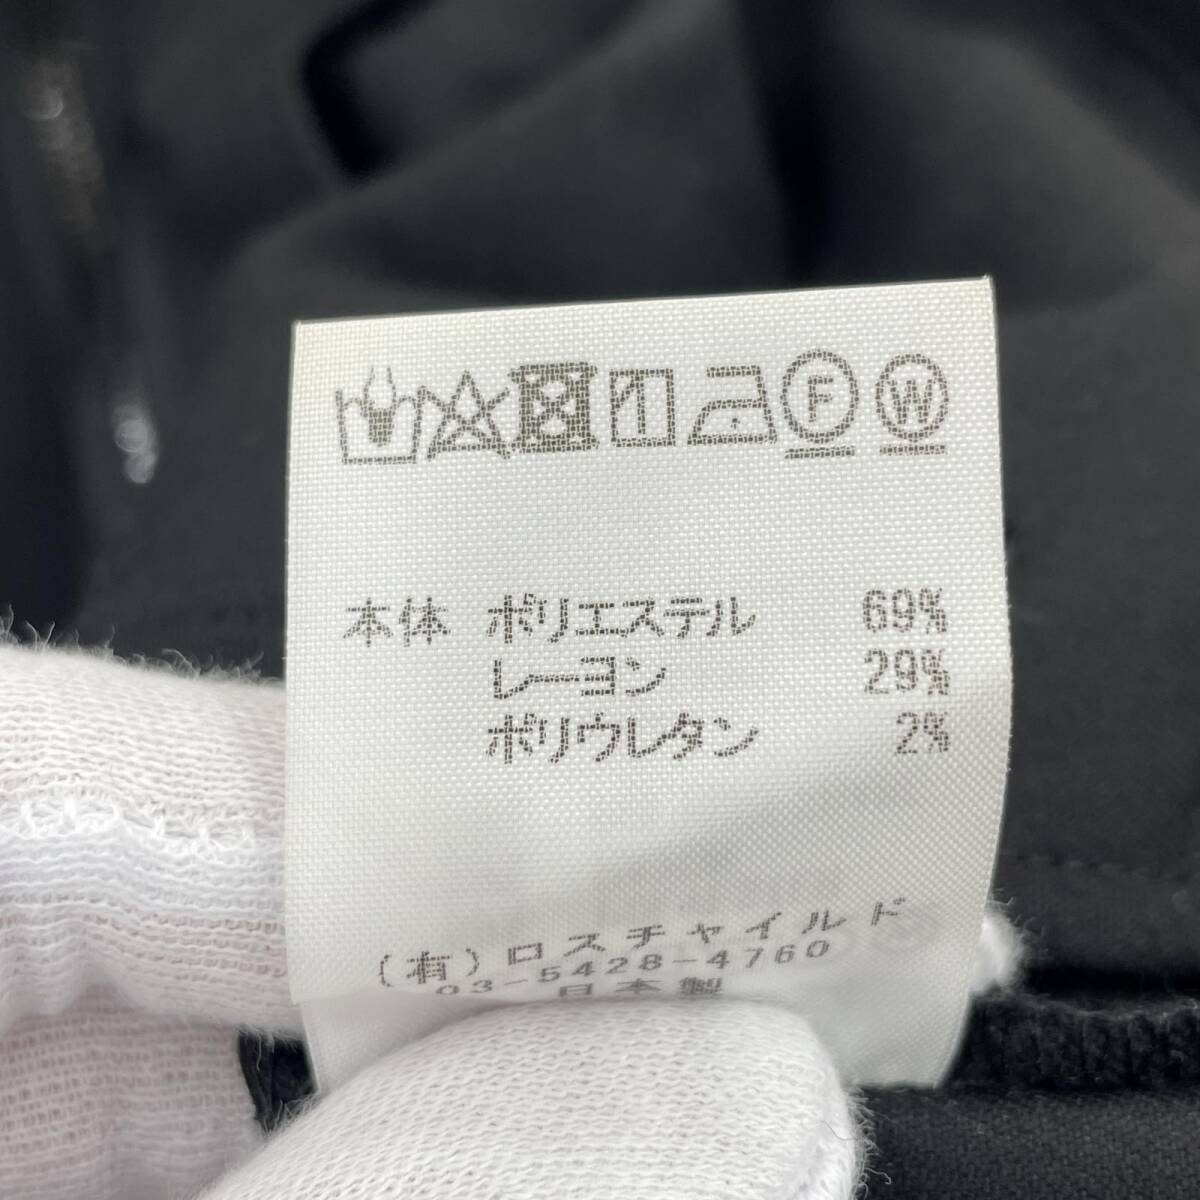 F W
本体 ポリエステル 69%
レーヨン 29%
ポリウレタン 2%
(有)ロスチャイルド
03-5428-4760
日本製